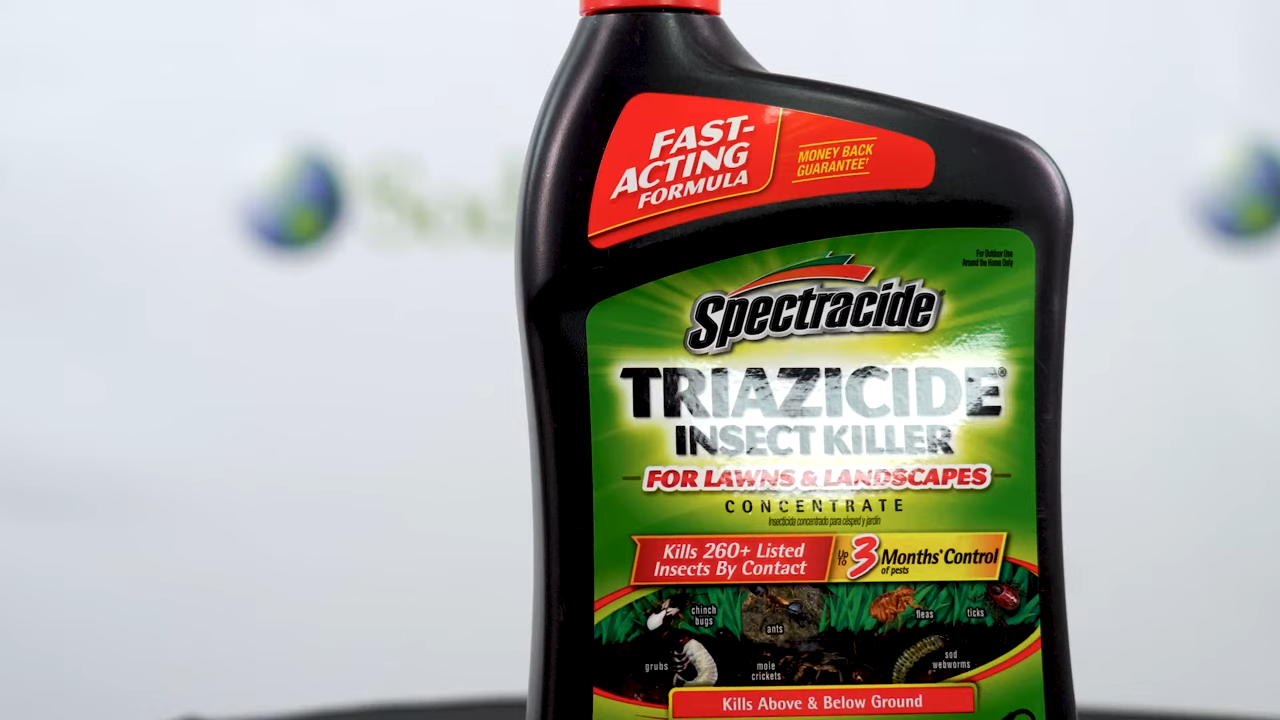 FAST-
ACTING
FORMULA
MONEY BACK
GUARANTEE†
For Outdoor Use
Around the Home Only
Spectracide
TRIAZICIDE®
INSECT KILLER
FOR LAWNS & LANDSCAPES
CONCENTRATE
Insecticida concentrado para césped y jardín
Kills 260+ Listed
Insects By Contact
Up To 3 Months* Control
of pests
chinch
bugs
ants
fleas
ticks
grubs
mole
crickets
sod
webworms
Kills Above & Below Ground